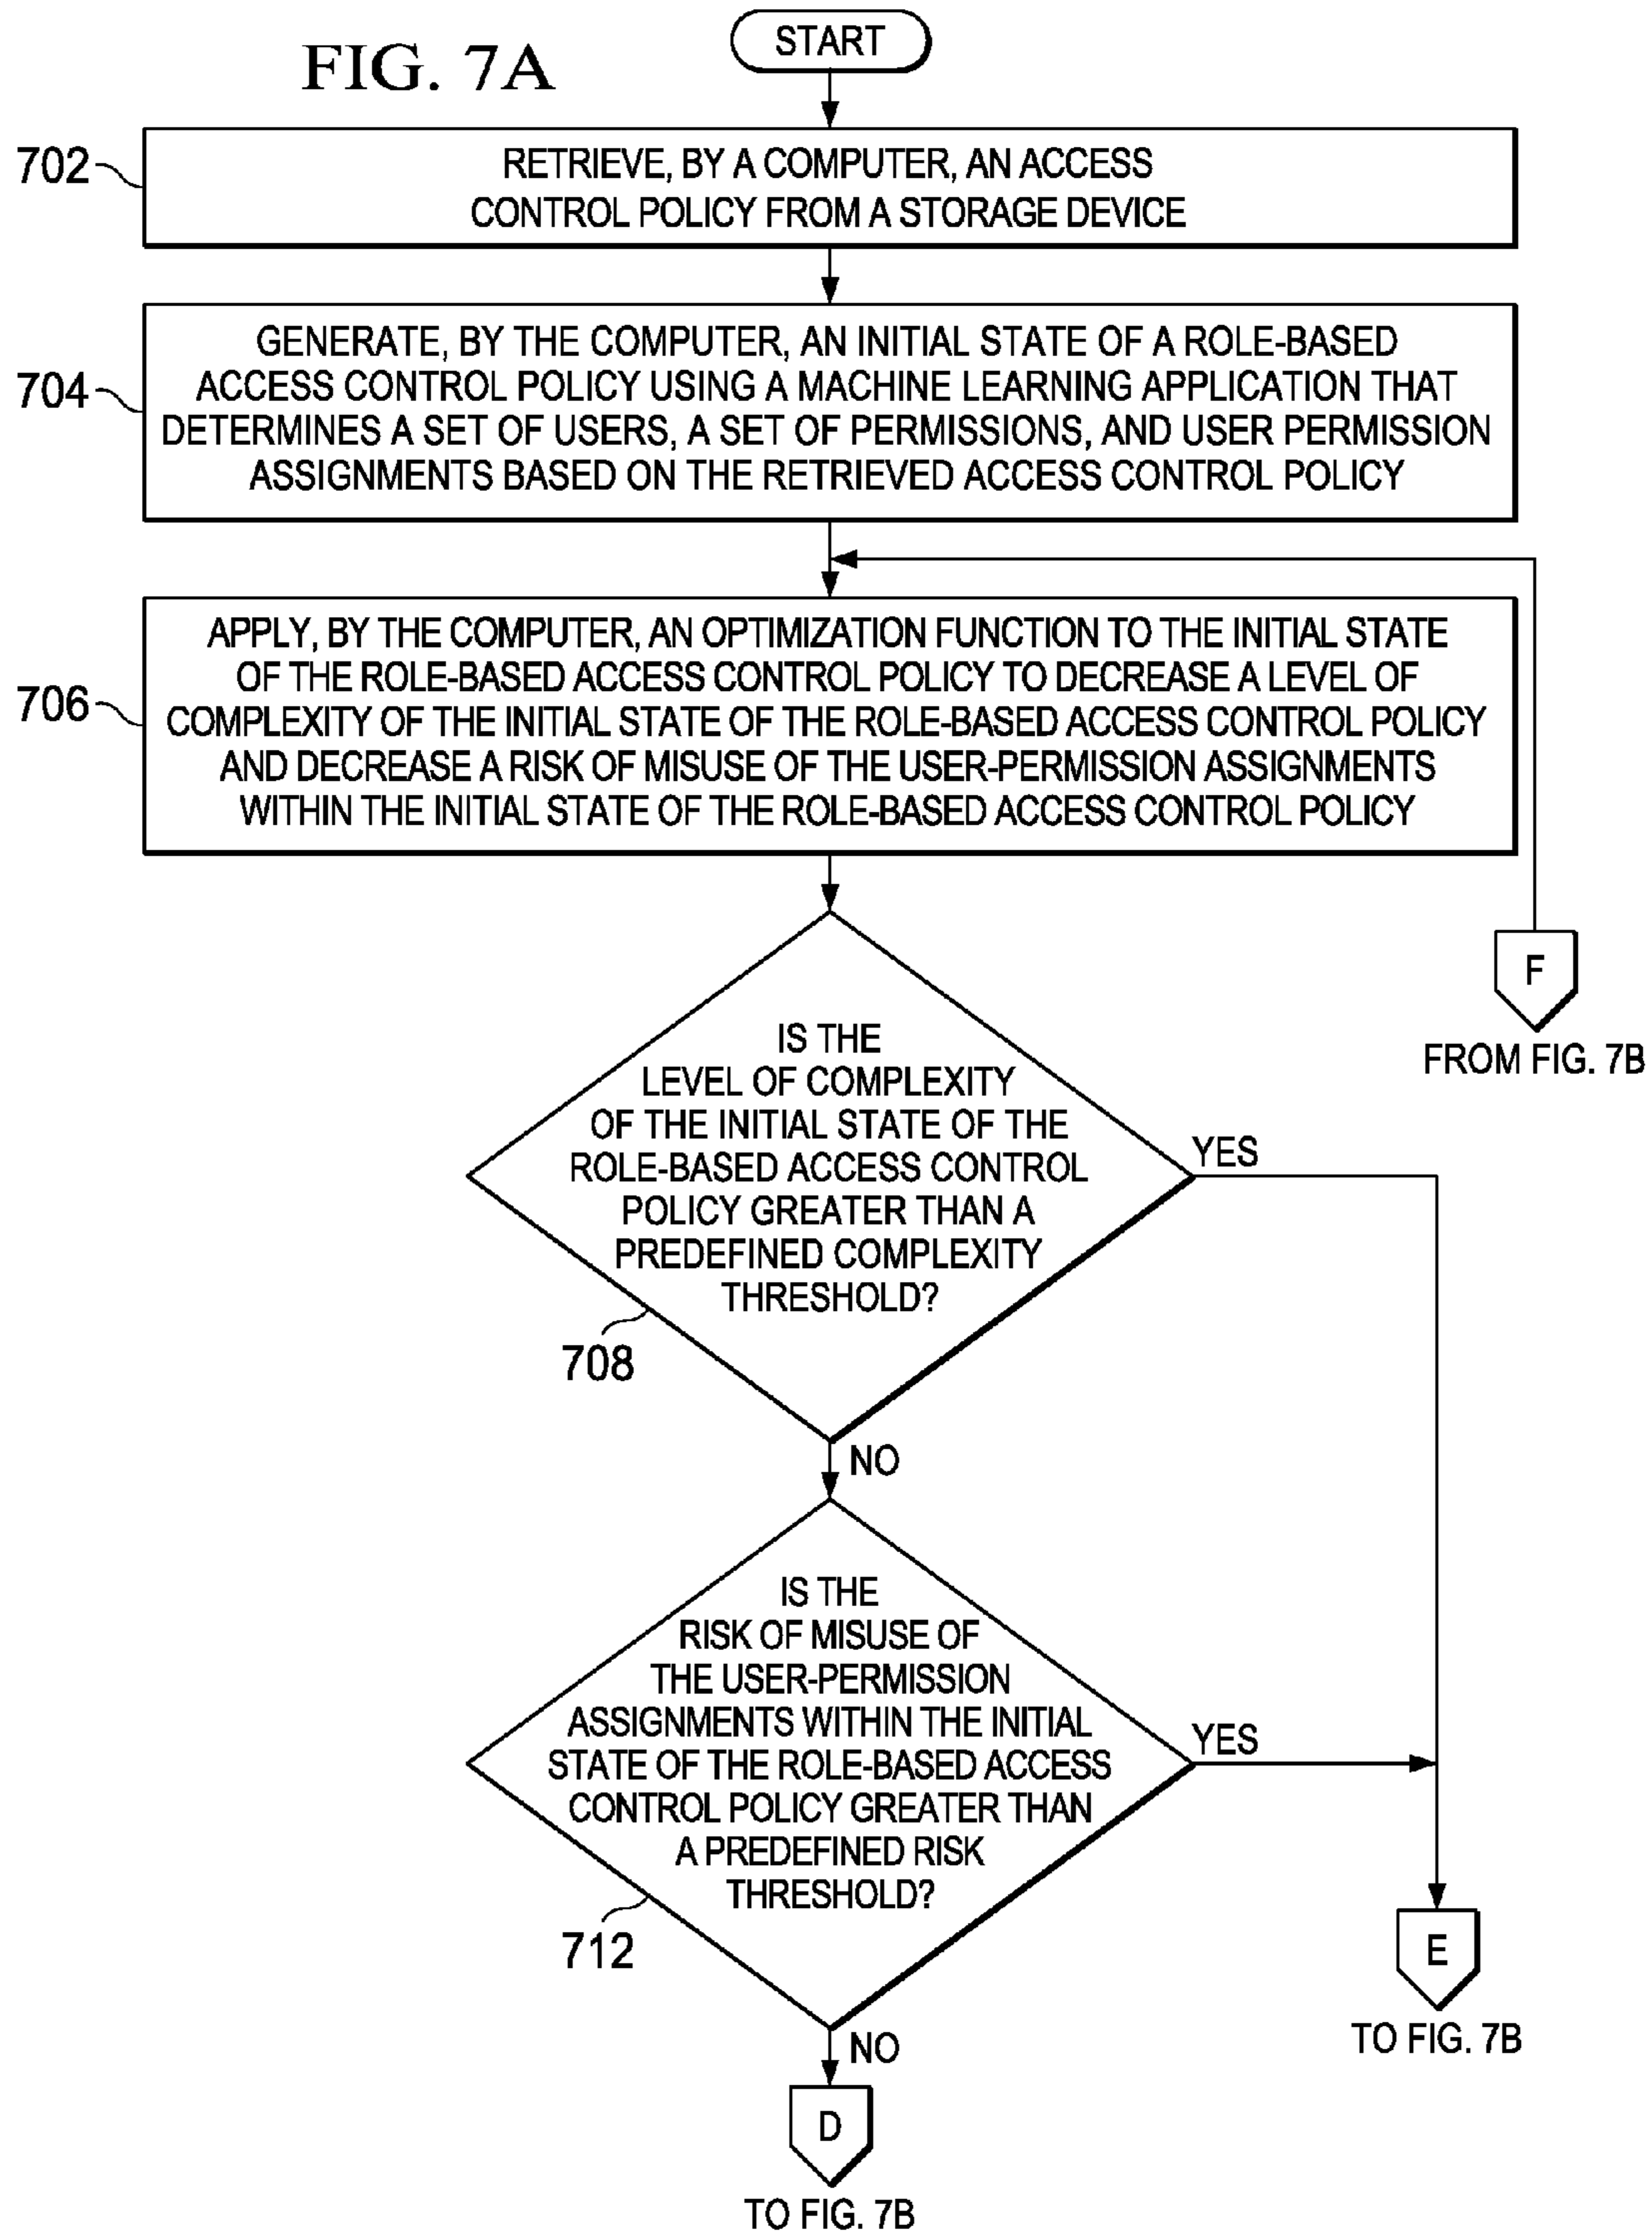 FIG. 7A
START
702
RETRIEVE, BY A COMPUTER, AN ACCESS
CONTROL POLICY FROM A STORAGE DEVICE
704
GENERATE, BY THE COMPUTER, AN INITIAL STATE OF A ROLE-BASED
ACCESS CONTROL POLICY USING A MACHINE LEARNING APPLICATION THAT
DETERMINES A SET OF USERS, A SET OF PERMISSIONS, AND USER PERMISSION
ASSIGNMENTS BASED ON THE RETRIEVED ACCESS CONTROL POLICY
706
APPLY, BY THE COMPUTER, AN OPTIMIZATION FUNCTION TO THE INITIAL STATE
OF THE ROLE-BASED ACCESS CONTROL POLICY TO DECREASE A LEVEL OF
COMPLEXITY OF THE INITIAL STATE OF THE ROLE-BASED ACCESS CONTROL POLICY
AND DECREASE A RISK OF MISUSE OF THE USER-PERMISSION ASSIGNMENTS
WITHIN THE INITIAL STATE OF THE ROLE-BASED ACCESS CONTROL POLICY
F
FROM FIG. 7B
IS THE
LEVEL OF COMPLEXITY
OF THE INITIAL STATE OF THE
ROLE-BASED ACCESS CONTROL
POLICY GREATER THAN A
PREDEFINED COMPLEXITY
THRESHOLD?
YES
708
NO
IS THE
RISK OF MISUSE OF
THE USER-PERMISSION
ASSIGNMENTS WITHIN THE INITIAL
STATE OF THE ROLE-BASED ACCESS
CONTROL POLICY GREATER THAN
A PREDEFINED RISK
THRESHOLD?
YES
712
E
TO FIG. 7B
NO
D
TO FIG. 7B